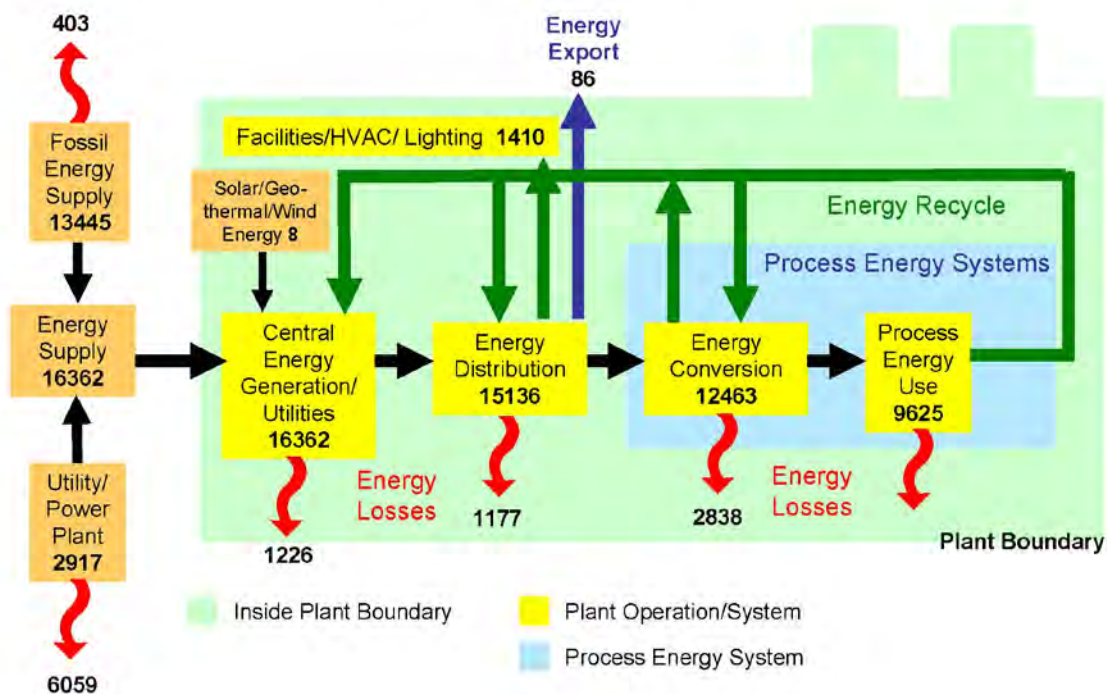 403
Energy
Export
86
Fossil
Energy
Supply
13445
Facilities/HVAC/ Lighting 1410
Solar/Geo-
thermal/Wind
Energy 8
Energy Recycle
Process Energy Systems
Energy
Supply
16362
Central
Energy
Generation/
Utilities
16362
Energy
Distribution
15136
Energy
Conversion
12463
Process
Energy
Use
9625
Utility/
Power
Plant
2917
Energy
Losses
1226
1177
2838
Energy
Losses
Plant Boundary
6059
Inside Plant Boundary
Plant Operation/System
Process Energy System